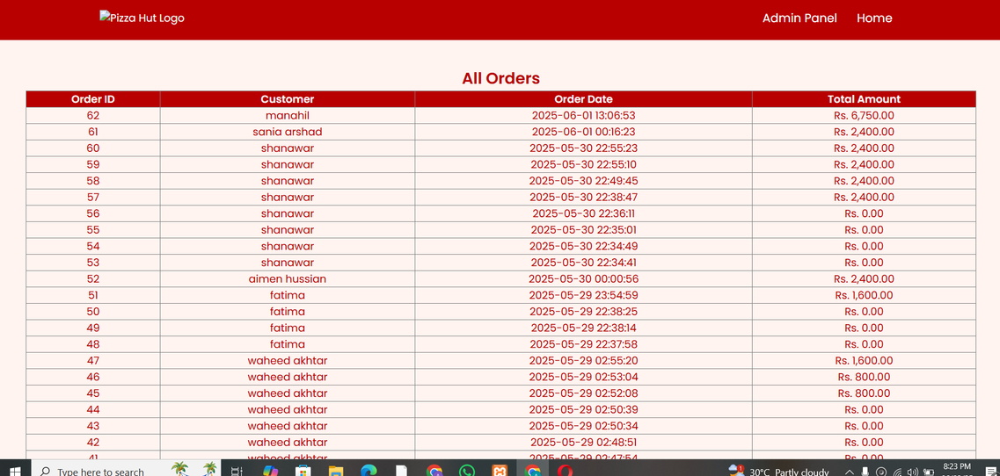 Pizza Hut Logo
Admin Panel Home
All Orders
Order ID Customer Order Date Total Amount
62 manahil 2025-06-01 13:06:53 Rs. 6,750.00
61 sania arshad 2025-06-01 00:16:23 Rs. 2,400.00
60 shanawar 2025-05-30 22:55:23 Rs. 2,400.00
59 shanawar 2025-05-30 22:55:10 Rs. 2,400.00
58 shanawar 2025-05-30 22:49:45 Rs. 2,400.00
57 shanawar 2025-05-30 22:38:47 Rs. 2,400.00
56 shanawar 2025-05-30 22:36:11 Rs. 0.00
55 shanawar 2025-05-30 22:35:01 Rs. 0.00
54 shanawar 2025-05-30 22:34:49 Rs. 0.00
53 shanawar 2025-05-30 22:34:41 Rs. 0.00
52 aimen hussian 2025-05-30 00:00:56 Rs. 2,400.00
51 fatima 2025-05-29 23:54:59 Rs. 1,600.00
50 fatima 2025-05-29 22:38:25 Rs. 0.00
49 fatima 2025-05-29 22:38:14 Rs. 0.00
48 fatima 2025-05-29 22:37:58 Rs. 0.00
47 waheed akhtar 2025-05-29 02:55:20 Rs. 1,600.00
46 waheed akhtar 2025-05-29 02:53:04 Rs. 800.00
45 waheed akhtar 2025-05-29 02:52:08 Rs. 800.00
44 waheed akhtar 2025-05-29 02:50:39 Rs. 0.00
43 waheed akhtar 2025-05-29 02:50:34 Rs. 0.00
42 waheed akhtar 2025-05-29 02:48:51 Rs. 0.00
41 waheed akhtar 2025-05-29 02:47:54 Rs. 0.00
Type here to search 30°C Partly cloudy 8:23 PM